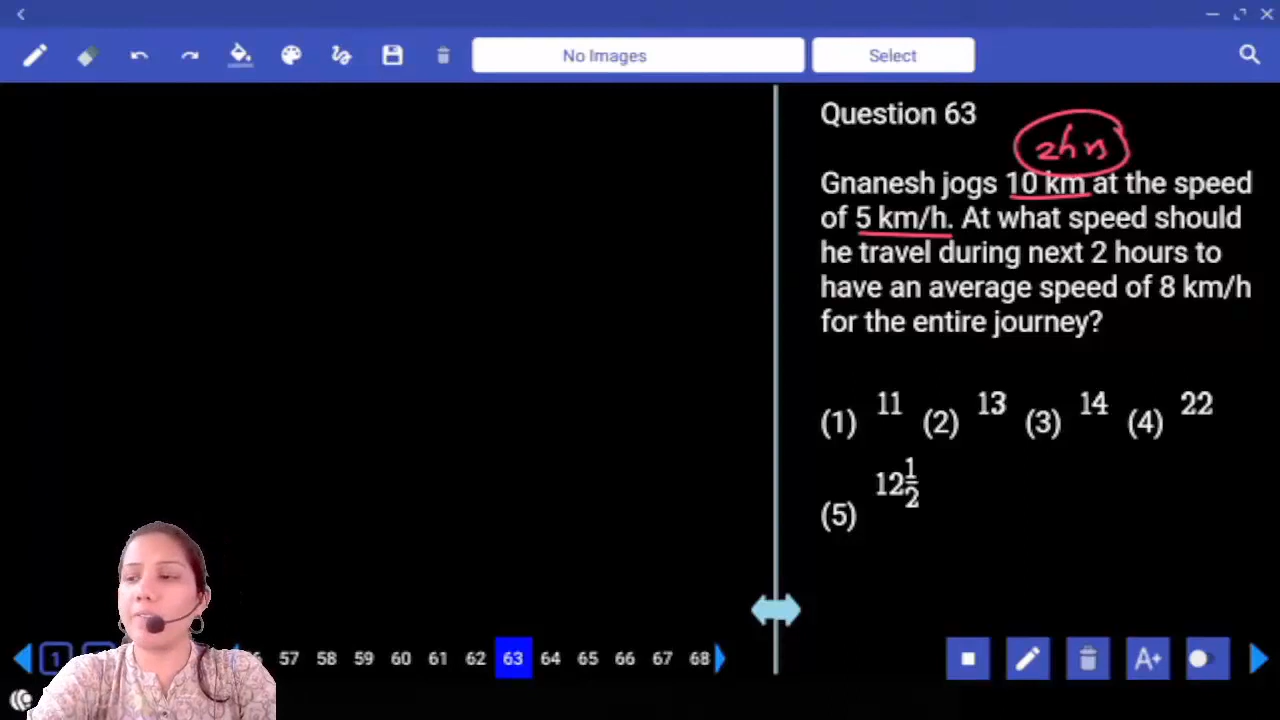 No Images
Select
Question 63
2hrs
Gnanesh jogs 10 km at the speed
of 5 km/h. At what speed should
he travel during next 2 hours to
have an average speed of 8 km/h
for the entire journey?
(1) 11 (2) 13 (3) 14 (4) 22
(5) 12 1/2
1 57 58 59 60 61 62 63 64 65 66 67 68
A+